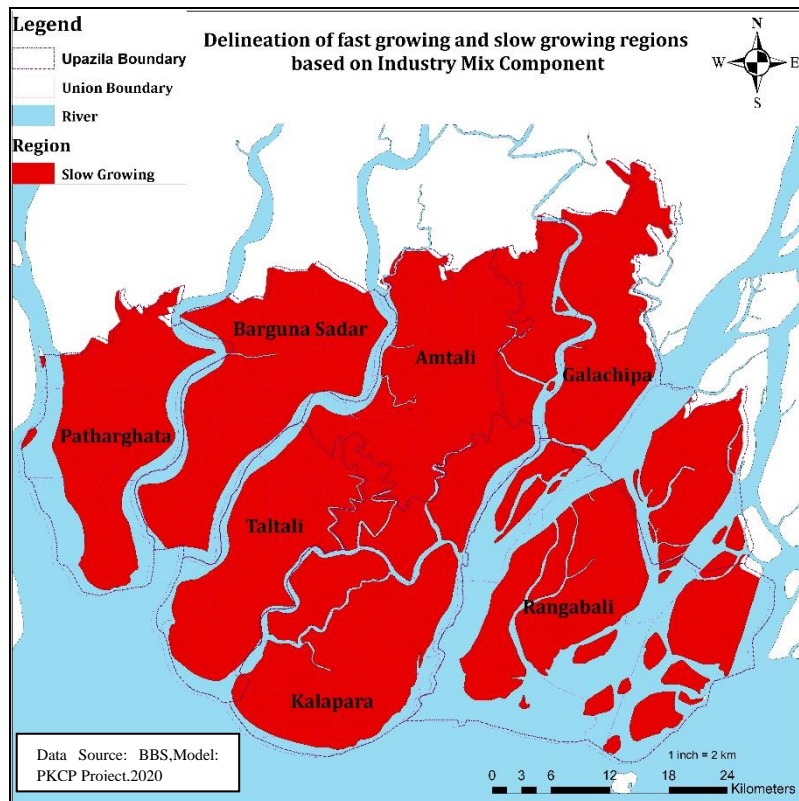 Legend
Upazila Boundary
Union Boundary
River
Region
Slow Growing
Delineation of fast growing and slow growing regions
based on Industry Mix Component
N
W
E
S
Barguna Sadar
Amtali
Galachipa
Patharghata
Taltali
Rangabali
Kalapara
Data Source: BBS,Model:
PKCP Project.2020
1 inch = 2 km
0 3 6 12 18 24
Kilometers